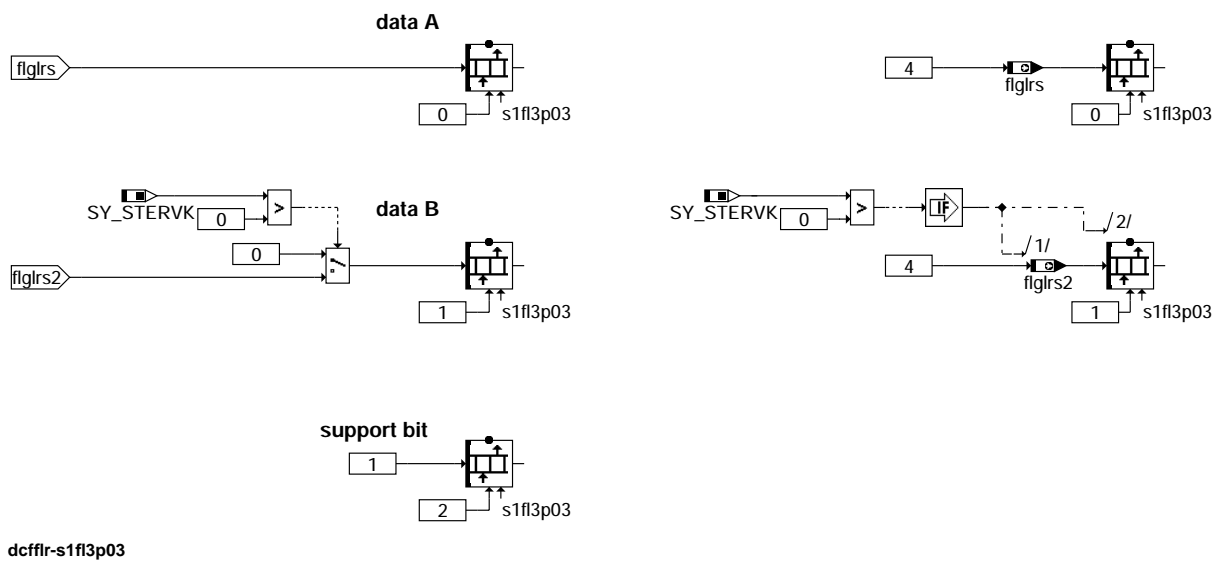 data A
flglrs
0
s1fl3p03
4
flglrs
0
s1fl3p03
SY_STERVK
0
>
data B
0
flglrs2
1
s1fl3p03
SY_STERVK
0
>
IF
/2/
/1/
4
flglrs2
1
s1fl3p03
support bit
1
2
s1fl3p03
dcfflr-s1fl3p03